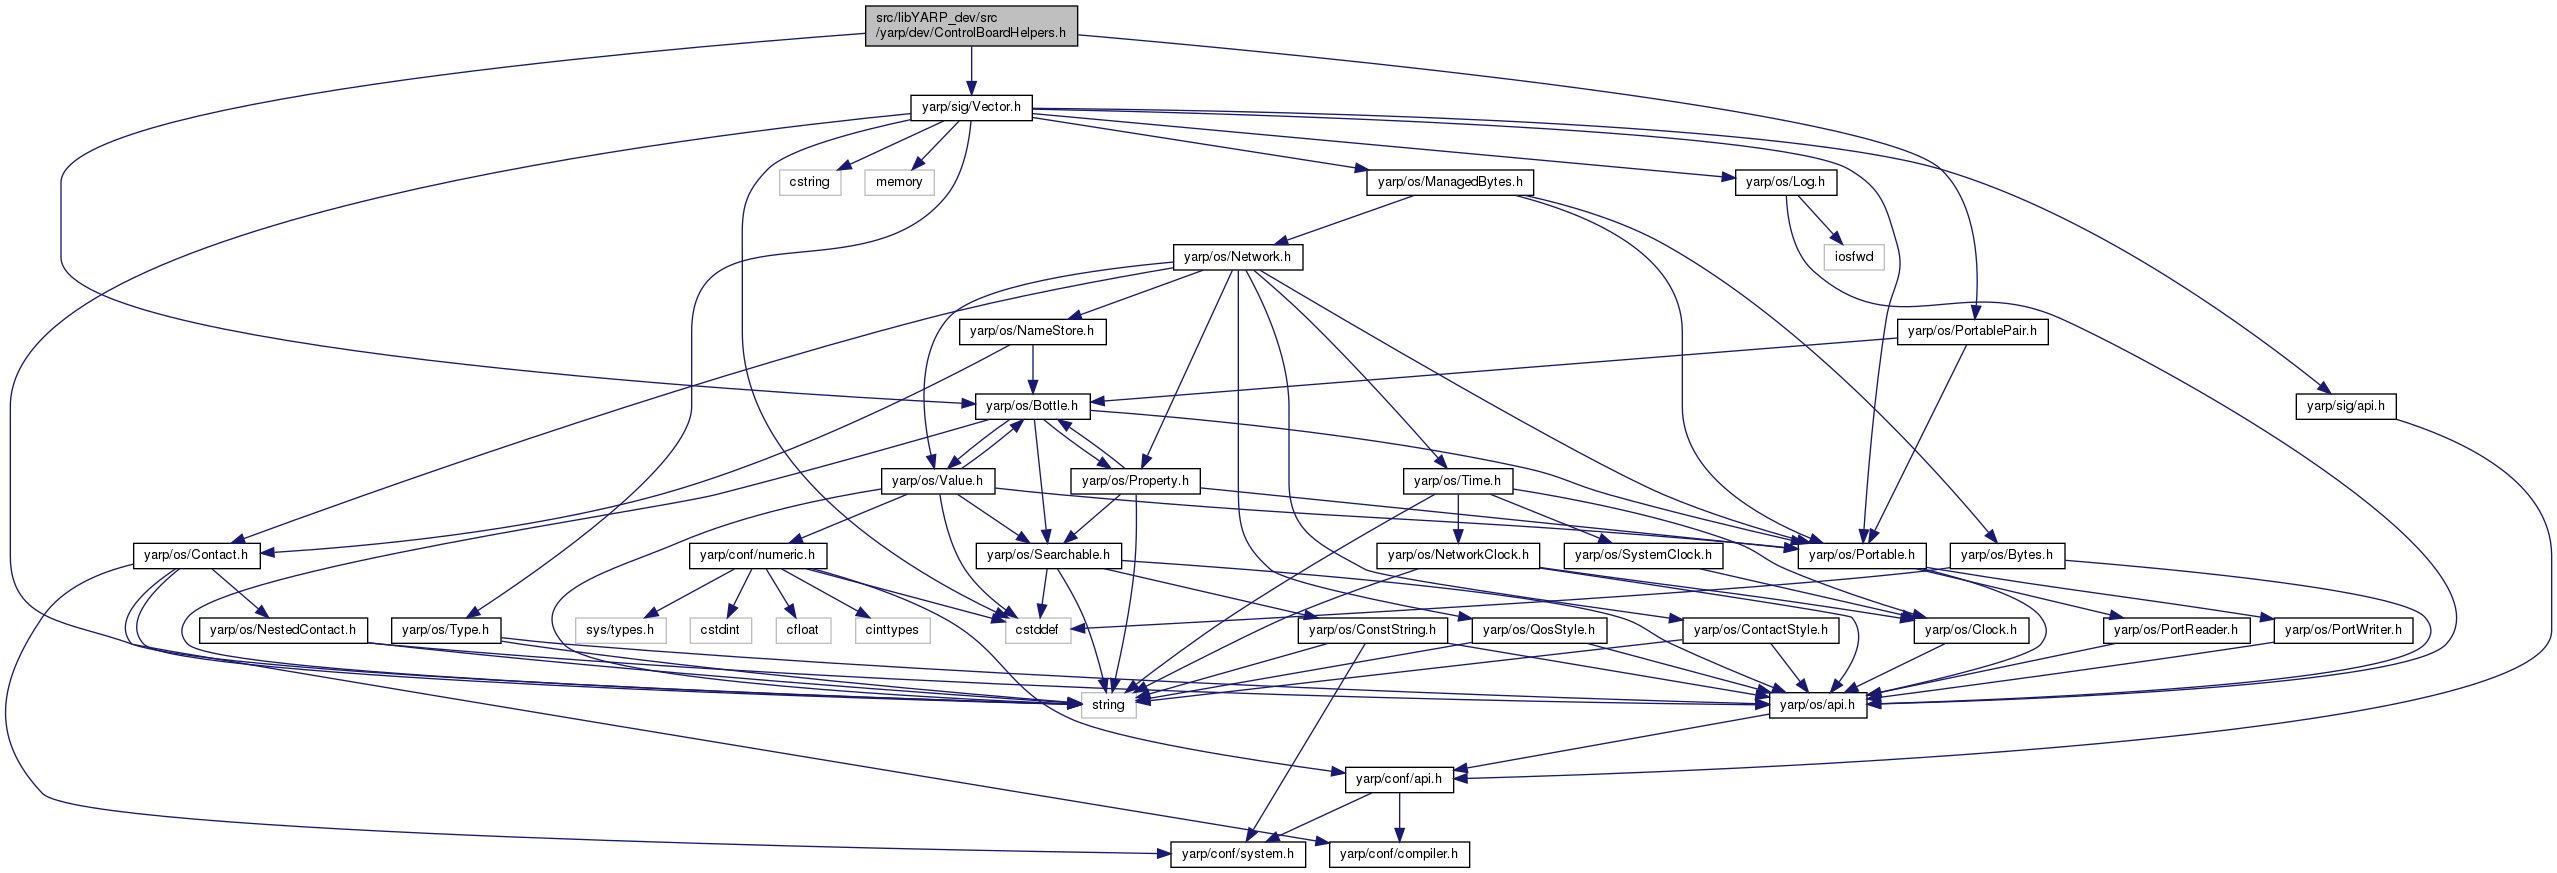 src/libYARP_dev/src
/yarp/dev/ControlBoardHelpers.h
yarp/sig/Vector.h
cstring
memory
yarp/os/ManagedBytes.h
yarp/os/Log.h
yarp/os/Network.h
iosfwd
yarp/os/NameStore.h
yarp/os/PortablePair.h
yarp/os/Bottle.h
yarp/sig/api.h
yarp/os/Value.h
yarp/os/Property.h
yarp/os/Time.h
yarp/os/Contact.h
yarp/conf/numeric.h
yarp/os/Searchable.h
yarp/os/NetworkClock.h
yarp/os/SystemClock.h
yarp/os/Portable.h
yarp/os/Bytes.h
yarp/os/NestedContact.h
yarp/os/Type.h
sys/types.h
cstdint
cfloat
cinttypes
cstddef
yarp/os/ConstString.h
yarp/os/QosStyle.h
yarp/os/ContactStyle.h
yarp/os/Clock.h
yarp/os/PortReader.h
yarp/os/PortWriter.h
string
yarp/os/api.h
yarp/conf/api.h
yarp/conf/system.h
yarp/conf/compiler.h